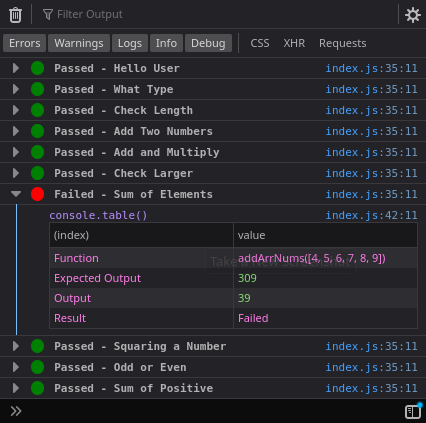 Filter Output
Errors Warnings Logs Info Debug CSS XHR Requests
Passed - Hello User index.js:35:11
Passed - What Type index.js:35:11
Passed - Check Length index.js:35:11
Passed - Add Two Numbers index.js:35:11
Passed - Add and Multiply index.js:35:11
Passed - Check Larger index.js:35:11
Failed - Sum of Elements index.js:35:11
console.table() index.js:42:11
(index) value
Function addArrNums([4, 5, 6, 7, 8, 9])
Expected Output 309
Output 39
Result Failed
Passed - Squaring a Number index.js:35:11
Passed - Odd or Even index.js:35:11
Passed - Sum of Positive index.js:35:11